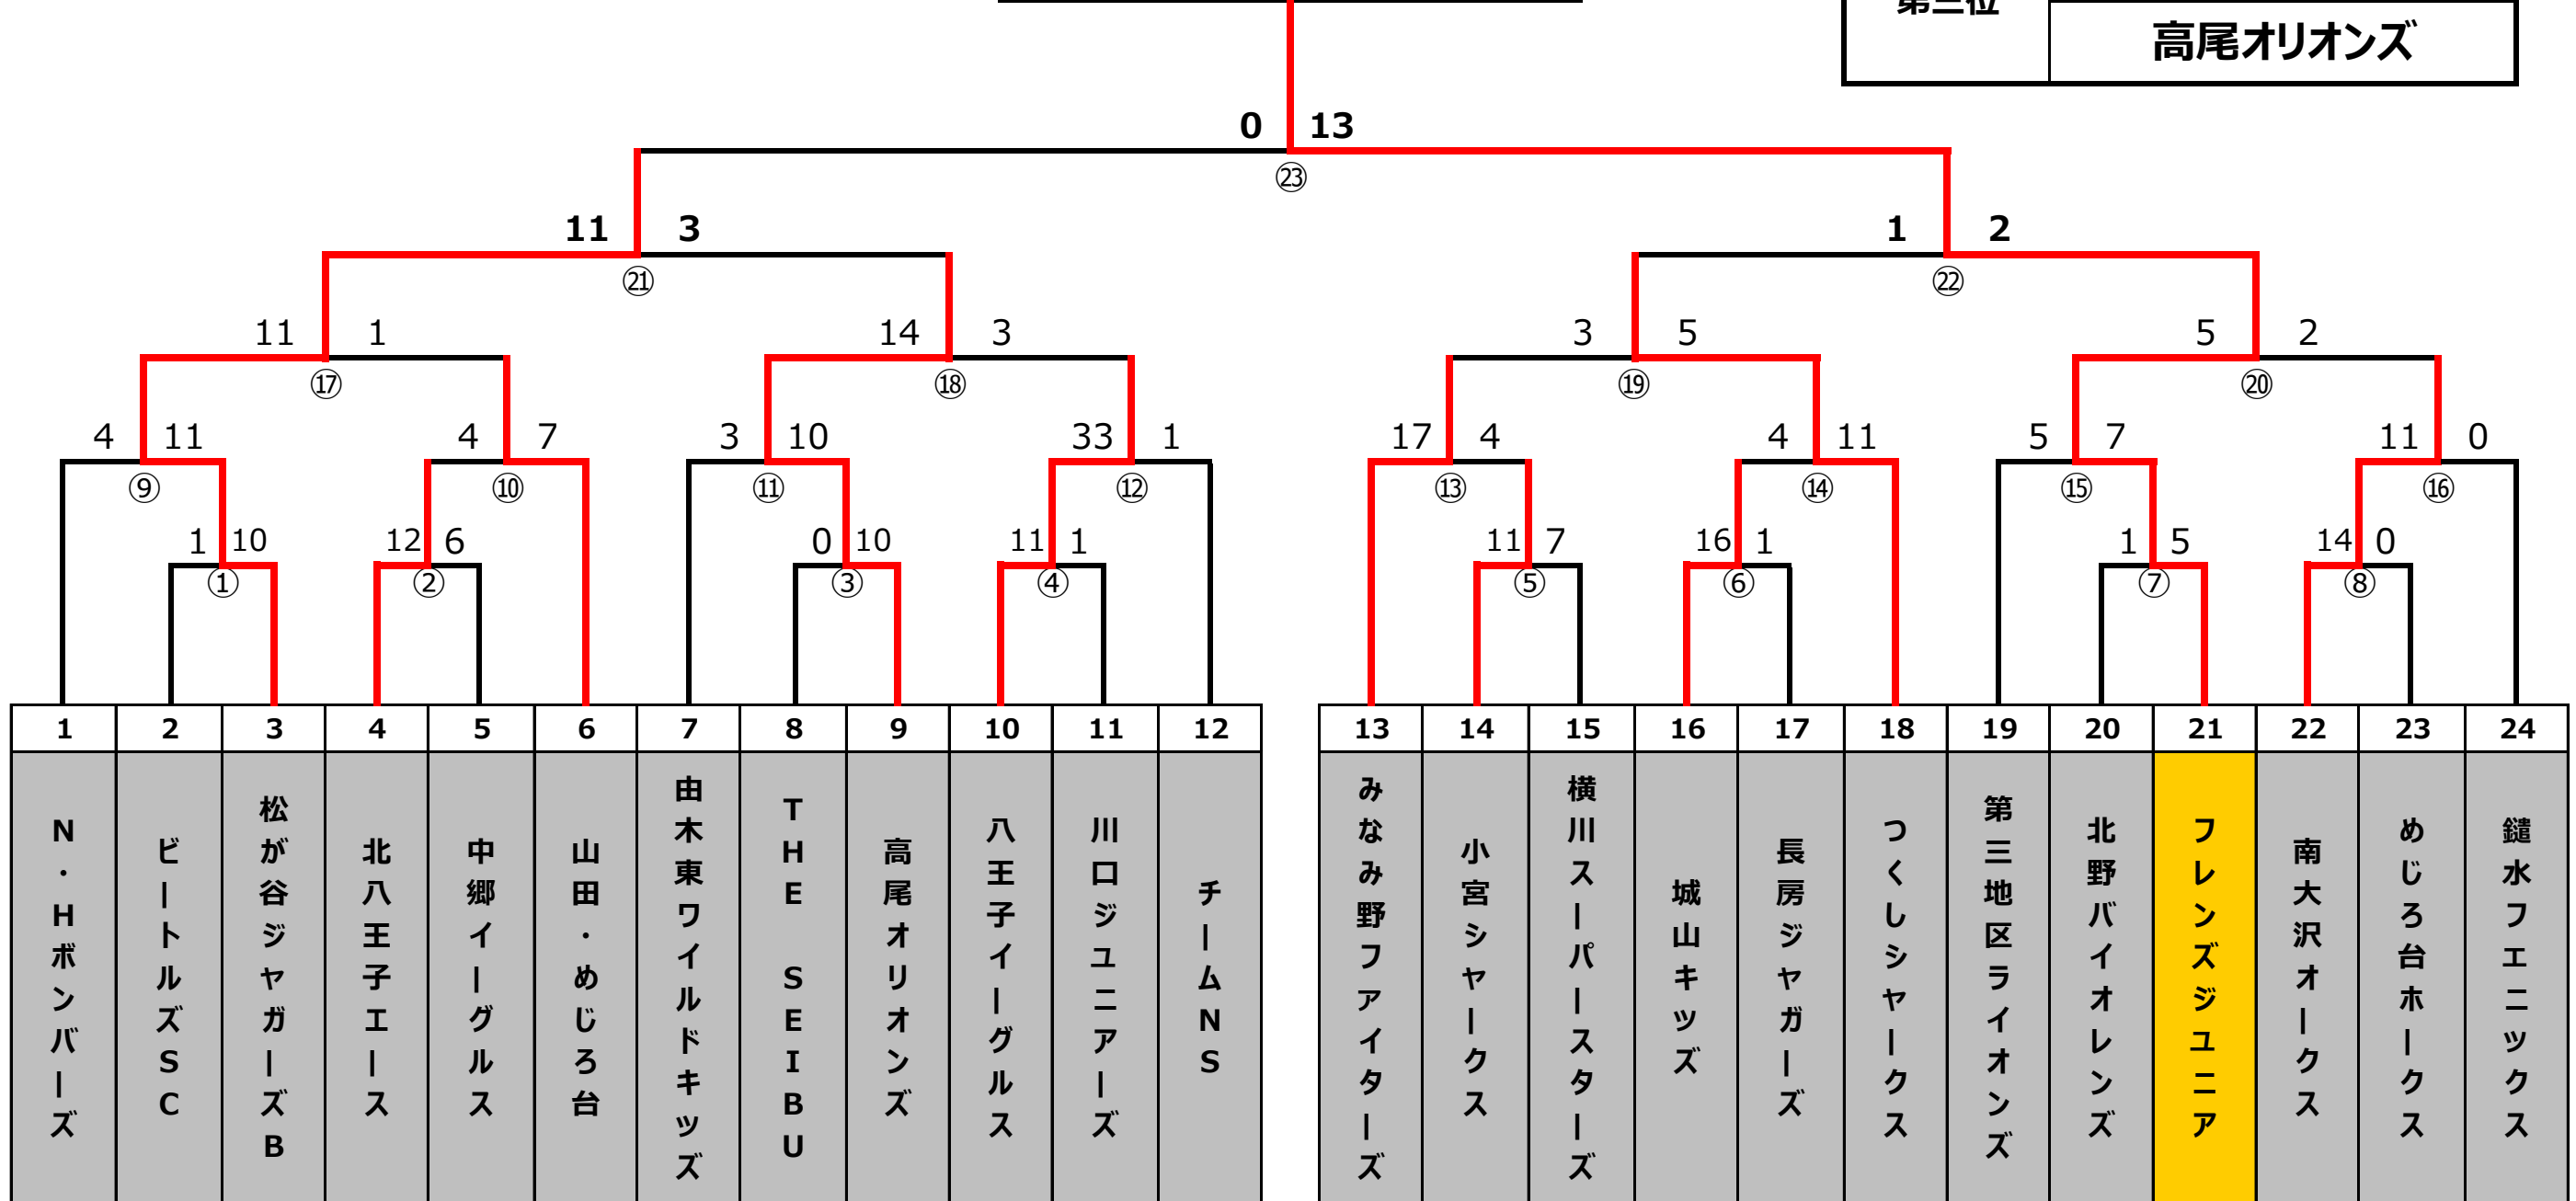 第三位
高尾オリオンズ
0 13
㉓
11 3
1 2
㉑
㉒
11 1
14 3
3 5
5 2
⑰
⑱
⑲
⑳
4 11
4 7
3 10
33 1
17 4
4 11
5 7
11 0
⑨
⑩
⑪
⑫
⑬
⑭
⑮
⑯
1 10
12 6
0 10
11 1
11 7
16 1
1 5
14 0
①
②
③
④
⑤
⑥
⑦
⑧
1 2 3 4 5 6 7 8 9 10 11 12
13 14 15 16 17 18 19 20 21 22 23 24
N・Hボンバーズ
ビートルズSC
松が谷ジヤガーズB
北八王子エース
中郷イーグルス
山田・めじろ台
由木東ワイルドキッズ
THE SEIBU
高尾オリオンズ
八王子イーグルス
川口ジユニアーズ
チームNS
みなみ野ファイターズ
小宮シヤークス
横川スーパースターズ
城山キツズ
長房ジヤガーズ
つくしシヤークス
第三地区ライオンズ
北野バイオレンズ
フレンズジユニア
南大沢オークス
めじろ台ホークス
鑓水フエニツクス